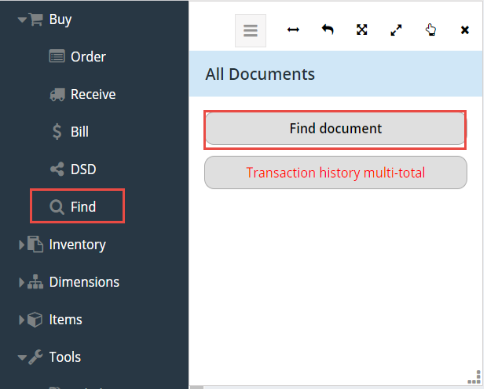 Buy
Order
Receive
Bill
DSD
Find
Inventory
Dimensions
Items
Tools
All Documents
Find document
Transaction history multi-total